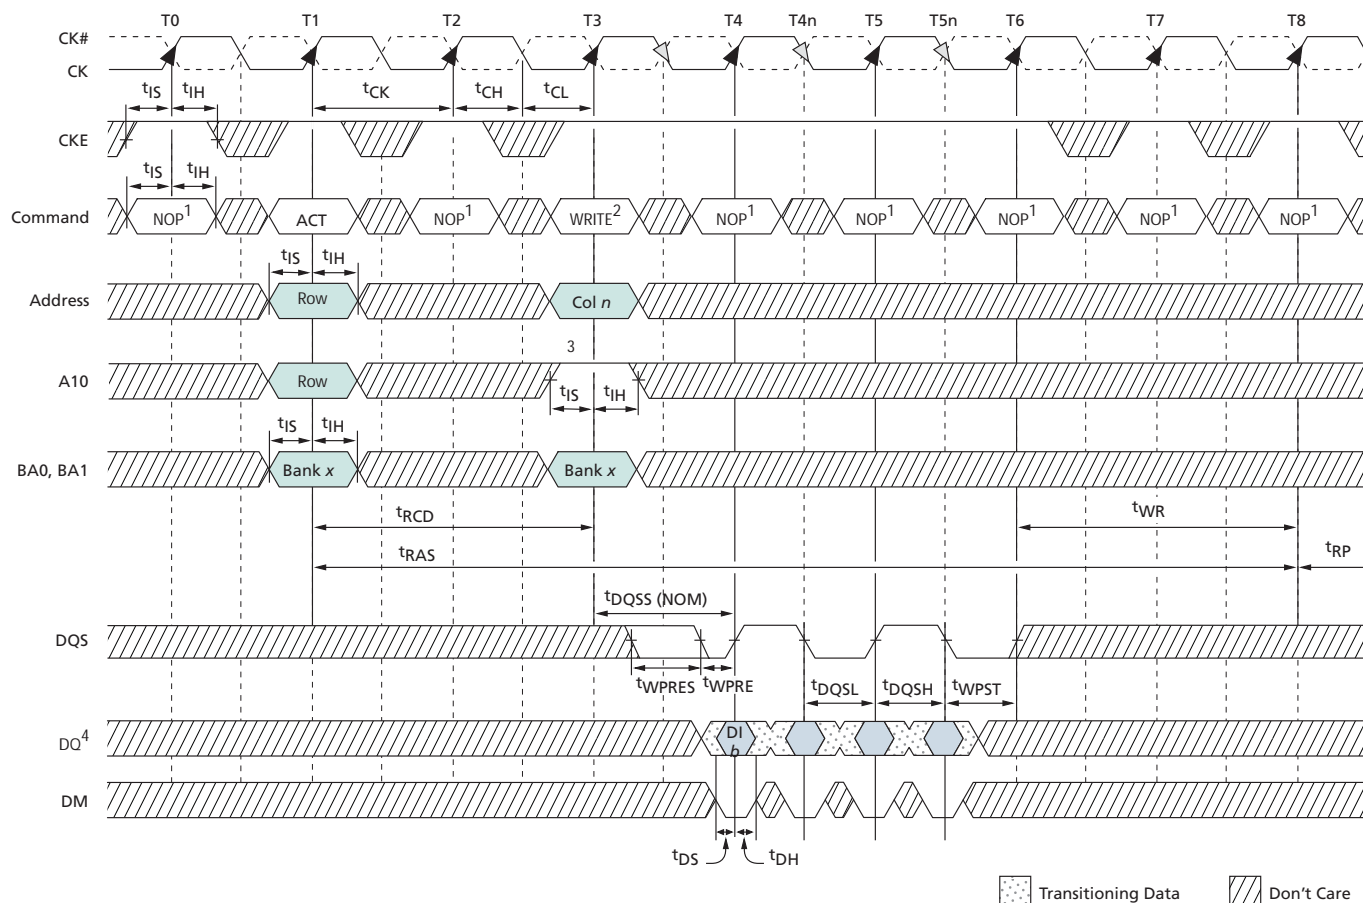 T0 T1 T2 T3 T4 T4n T5 T5n T6 T7 T8
CK#
CK
tIS tIH tCK tCH tCL
CKE
tIS tIH
Command NOP1 ACT NOP1 WRITE2 NOP1 NOP1 NOP1 NOP1 NOP1
tIS tIH
Address Row Col n
3
A10 Row
tIS tIH
tIS tIH
BA0, BA1 Bank x Bank x
tRCD tWR
tRAS tRP
tDQSS (NOM)
DQS
tWPRES tWPRE tDQSL tDQSH tWPST
DQ4 DI
b
DM
tDS tDH
Transitioning Data Don't Care